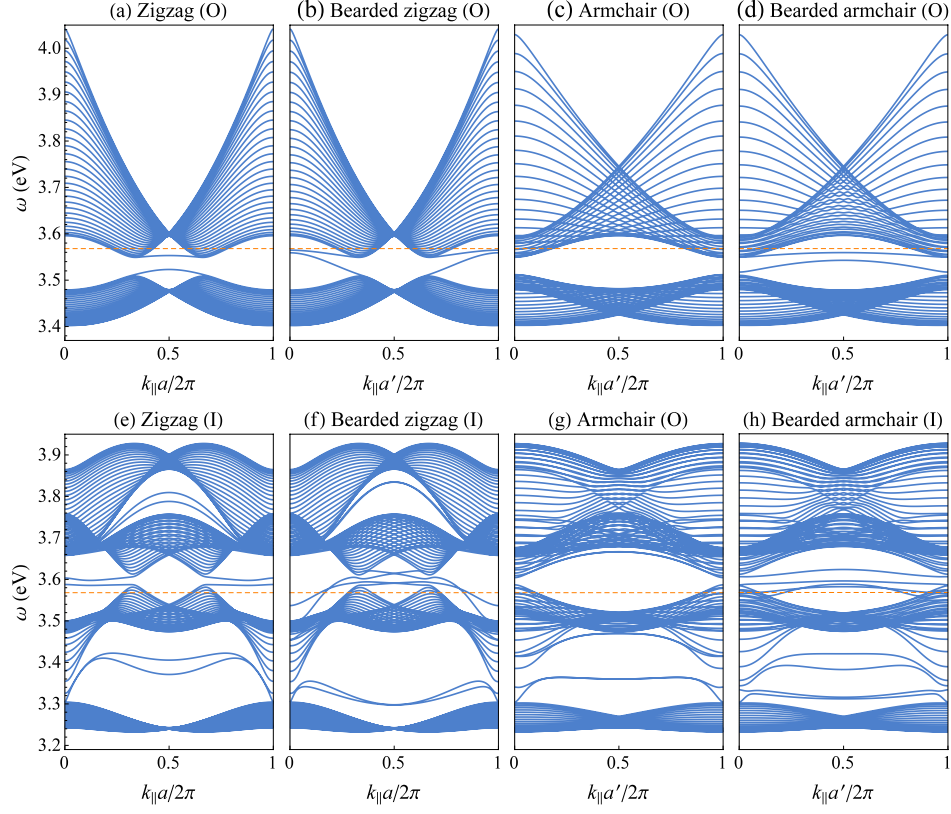 (a) Zigzag (O)
(b) Bearded zigzag (O)
(c) Armchair (O)
(d) Bearded armchair (O)
4.0
3.9
3.8
3.7
3.6
3.5
3.4
ω (eV)
0 0.5 1
0 0.5 1
0 0.5 1
0 0.5 1
k∥a/2π
k∥a′/2π
k∥a′/2π
k∥a′/2π
(e) Zigzag (I)
(f) Bearded zigzag (I)
(g) Armchair (O)
(h) Bearded armchair (I)
3.9
3.8
3.7
3.6
3.5
3.4
3.3
3.2
ω (eV)
0 0.5 1
0 0.5 1
0 0.5 1
0 0.5 1
k∥a/2π
k∥a/2π
k∥a′/2π
k∥a′/2π